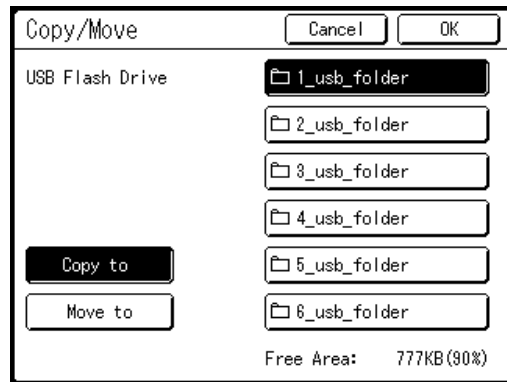 Copy/Move Cancel OK
USB Flash Drive
1_usb_folder
2_usb_folder
3_usb_folder
4_usb_folder
5_usb_folder
6_usb_folder
Copy to
Move to
Free Area: 777KB(90%)